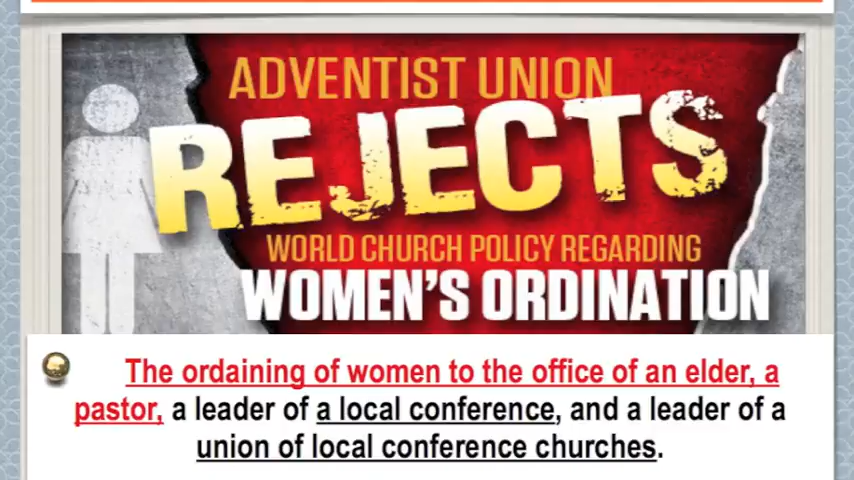 ADVENTIST UNION
REJECTS
WORLD CHURCH POLICY REGARDING
WOMEN'S ORDINATION
The ordaining of women to the office of an elder, a
pastor, a leader of a local conference, and a leader of a
union of local conference churches.